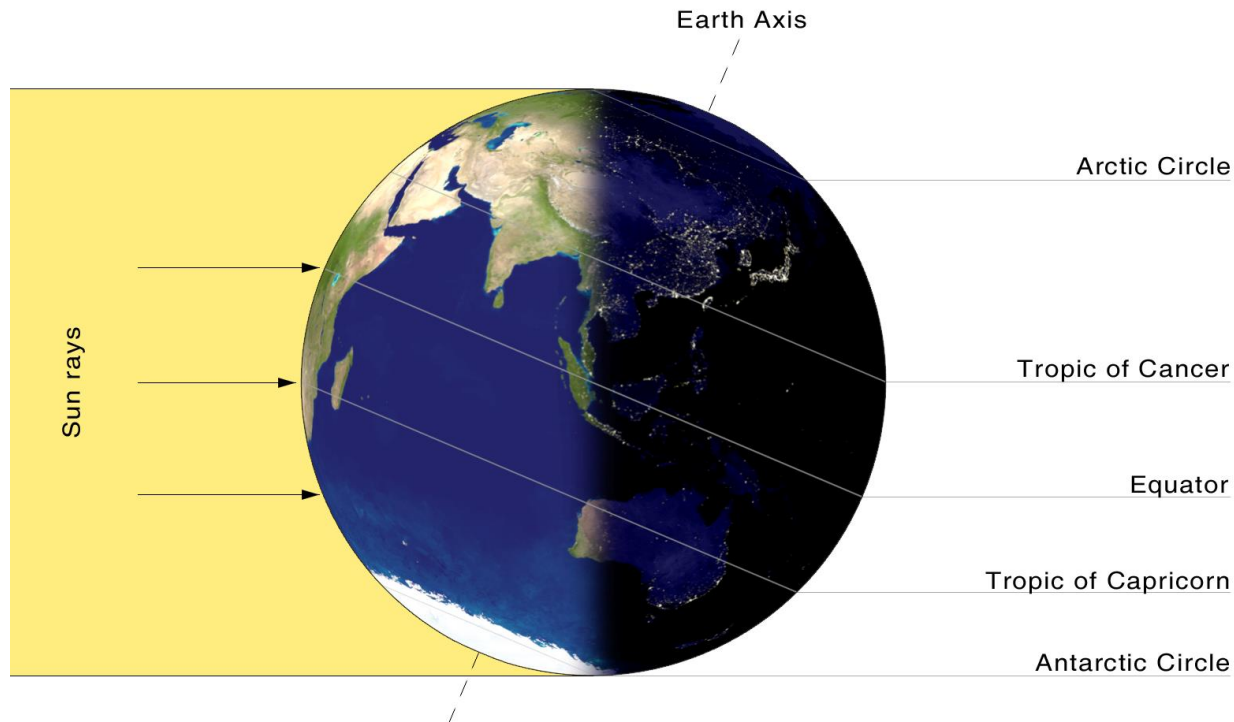 Earth Axis
Arctic Circle
Sun rays
Tropic of Cancer
Equator
Tropic of Capricorn
Antarctic Circle